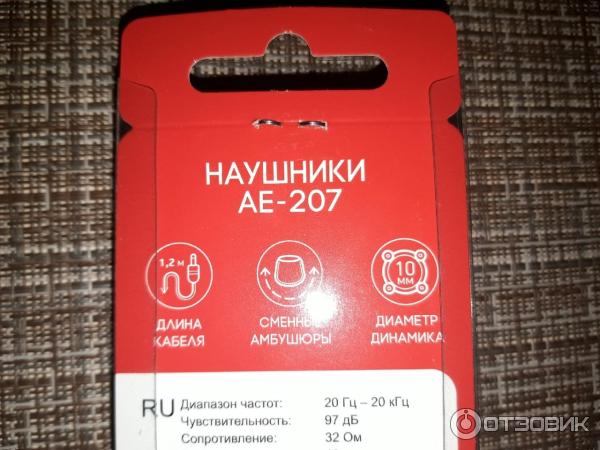 НАУШНИКИ
AE-207
1,2 м
10
мм
ДЛИНА
КАБЕЛЯ
СМЕННЫЕ
АМБУШЮРЫ
ДИАМЕТР
ДИНАМИКА
RU Диапазон частот: 20 Гц – 20 кГц
Чувствительность: 97 дБ
Сопротивление: 32 Ом
ОТЗОВИК